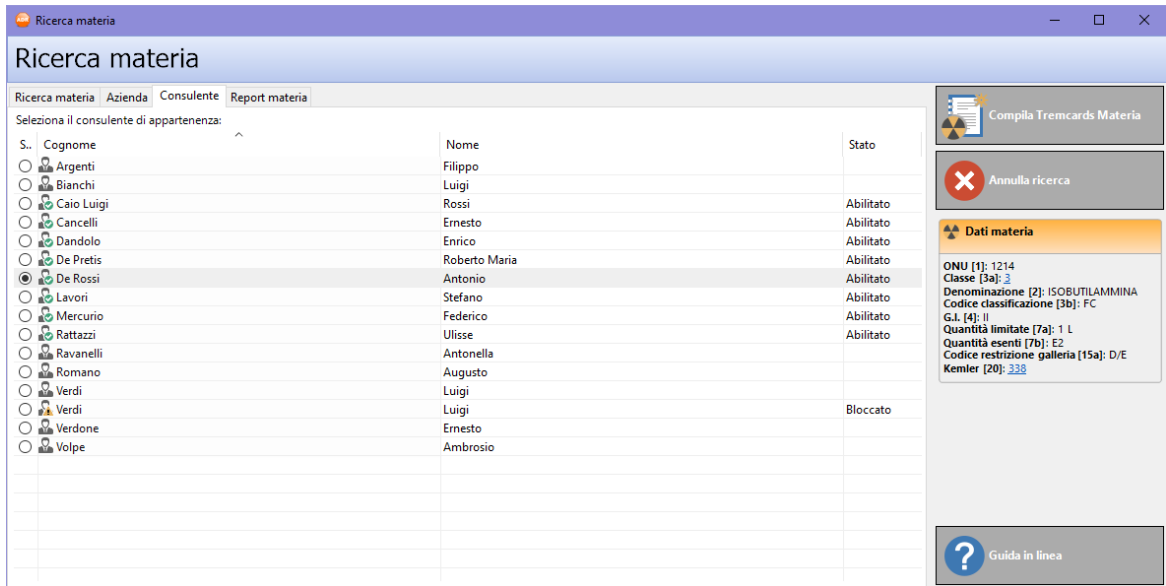 Ricerca materia
Ricerca materia
Ricerca materia Azienda Consulente Report materia
Seleziona il consulente di appartenenza:
S.. Cognome Nome Stato
Argenti Filippo
Bianchi Luigi
Caio Luigi Rossi Abilitato
Cancelli Ernesto Abilitato
Dandolo Enrico Abilitato
De Pretis Roberto Maria Abilitato
De Rossi Antonio Abilitato
Lavori Stefano Abilitato
Mercurio Federico Abilitato
Rattazzi Ulisse Abilitato
Ravanelli Antonella
Romano Augusto
Verdi Luigi
Verdi Luigi Bloccato
Verdone Ernesto
Volpe Ambrosio
Compila Tremcards Materia
Annulla ricerca
Dati materia
ONU [1]: 1214
Classe [3a]: 3
Denominazione [2]: ISOBUTILAMMINA
Codice classificazione [3b]: FC
G.I. [4]: II
Quantità limitate [7a]: 1 L
Quantità esenti [7b]: E2
Codice restrizione galleria [15a]: D/E
Kemler [20]: 338
Guida in linea